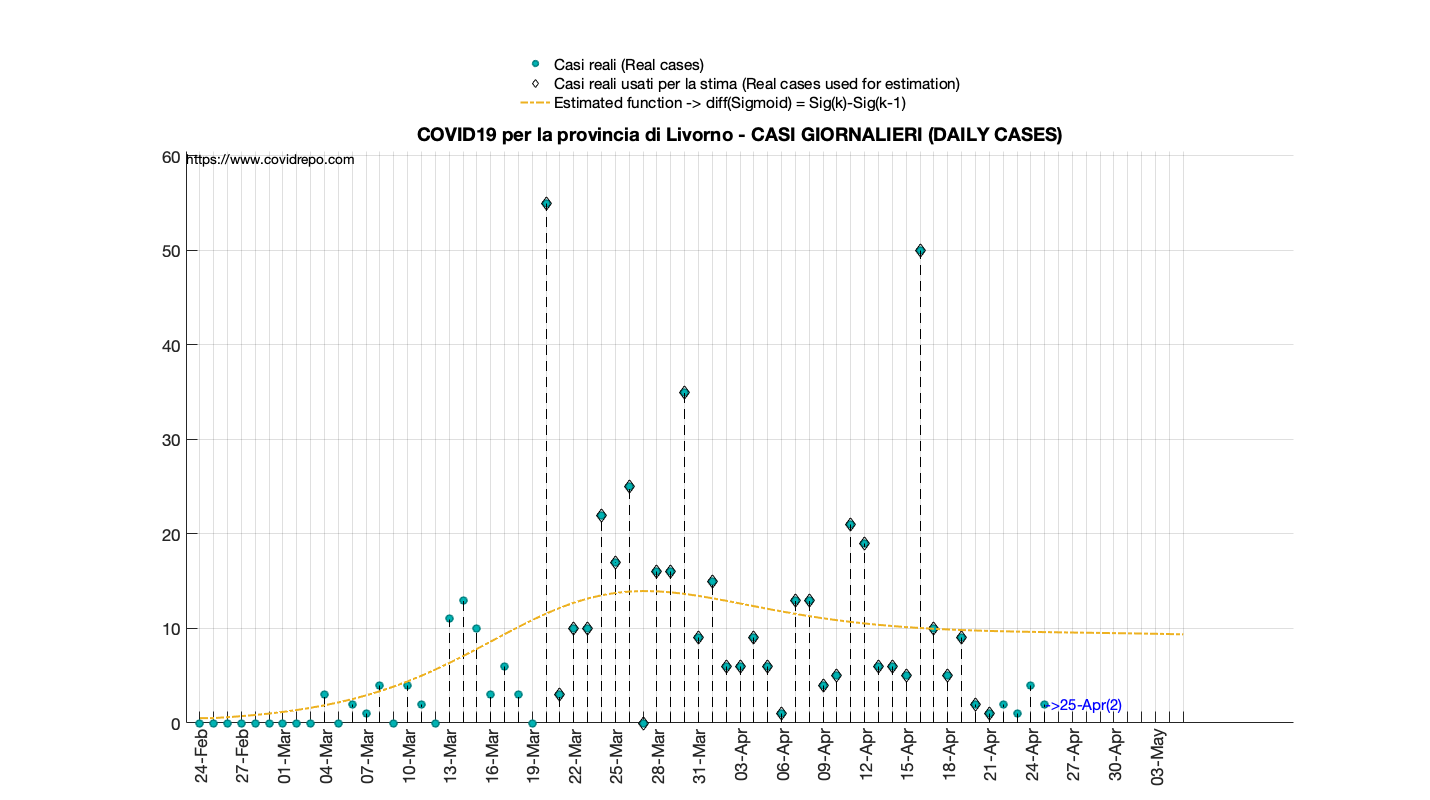 Casi reali (Real cases)
Casi reali usati per la stima (Real cases used for estimation)
Estimated function -> diff(Sigmoid) = Sig(k)-Sig(k-1)
COVID19 per la provincia di Livorno - CASI GIORNALIERI (DAILY CASES)
https://www.covidrepo.com
60
50
40
30
20
10
0
->25-Apr(2)
24-Feb
27-Feb
01-Mar
04-Mar
07-Mar
10-Mar
13-Mar
16-Mar
19-Mar
22-Mar
25-Mar
28-Mar
31-Mar
03-Apr
06-Apr
09-Apr
12-Apr
15-Apr
18-Apr
21-Apr
24-Apr
27-Apr
30-Apr
03-May